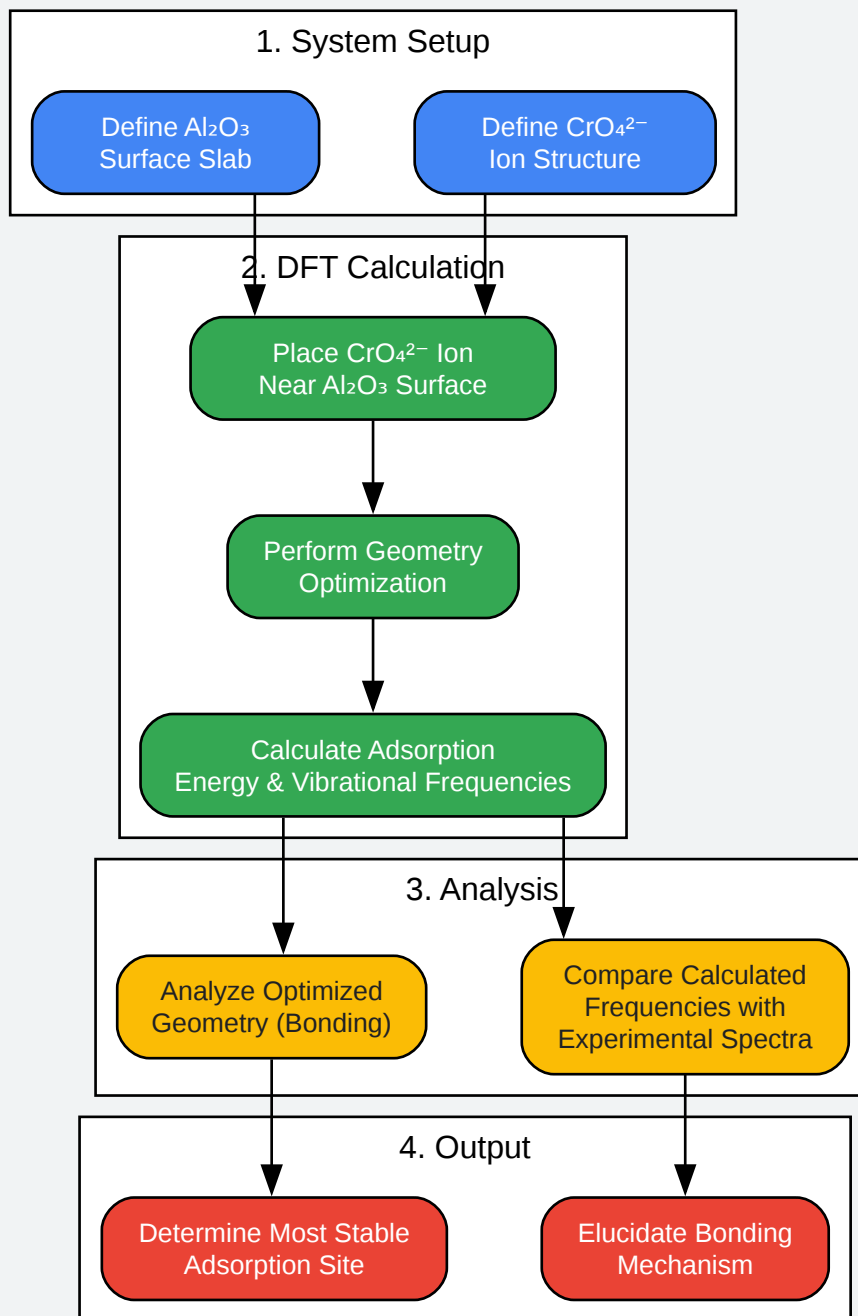 1. System Setup
Define Al₂O₃
Surface Slab
Define CrO₄²⁻
Ion Structure
2. DFT Calculation
Place CrO₄²⁻ Ion
Near Al₂O₃ Surface
Perform Geometry
Optimization
Calculate Adsorption
Energy & Vibrational Frequencies
3. Analysis
Analyze Optimized
Geometry (Bonding)
Compare Calculated
Frequencies with
Experimental Spectra
4. Output
Determine Most Stable
Adsorption Site
Elucidate Bonding
Mechanism